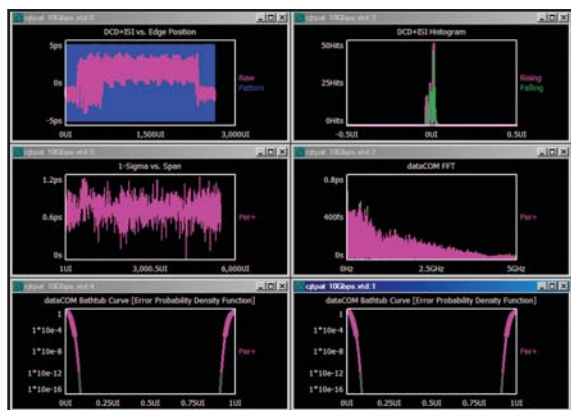 cjtpat 10Gbps.vtd:6
DCD+ISI vs. Edge Position
5ps
0s
-5ps
Raw
Pattern
0UI 1,500UI 3,000UI
cjtpat 10Gbps.vtd:3
DCD+ISI Histogram
50Hits
25Hits
0Hits
Rising
Falling
-0.5UI 0UI 0.5UI
cjtpat 10Gbps.vtd:5
1-Sigma vs. Span
1.2ps
0.6ps
0s
Per+
1UI 3,000.5UI 6,000UI
cjtpat 10Gbps.vtd:2
dataCOM FFT
0.8ps
400fs
0s
Per+
0Hz 2.5GHz 5GHz
cjtpat 10Gbps.vtd:4
dataCOM Bathtub Curve [Error Probability Density Function]
1
1*10e-4
1*10e-8
1*10e-12
1*10e-16
Per+
0UI 0.25UI 0.5UI 0.75UI 1UI
cjtpat 10Gbps.vtd:1
dataCOM Bathtub Curve [Error Probability Density Function]
1
1*10e-4
1*10e-8
1*10e-12
1*10e-16
Per+
0UI 0.25UI 0.5UI 0.75UI 1UI